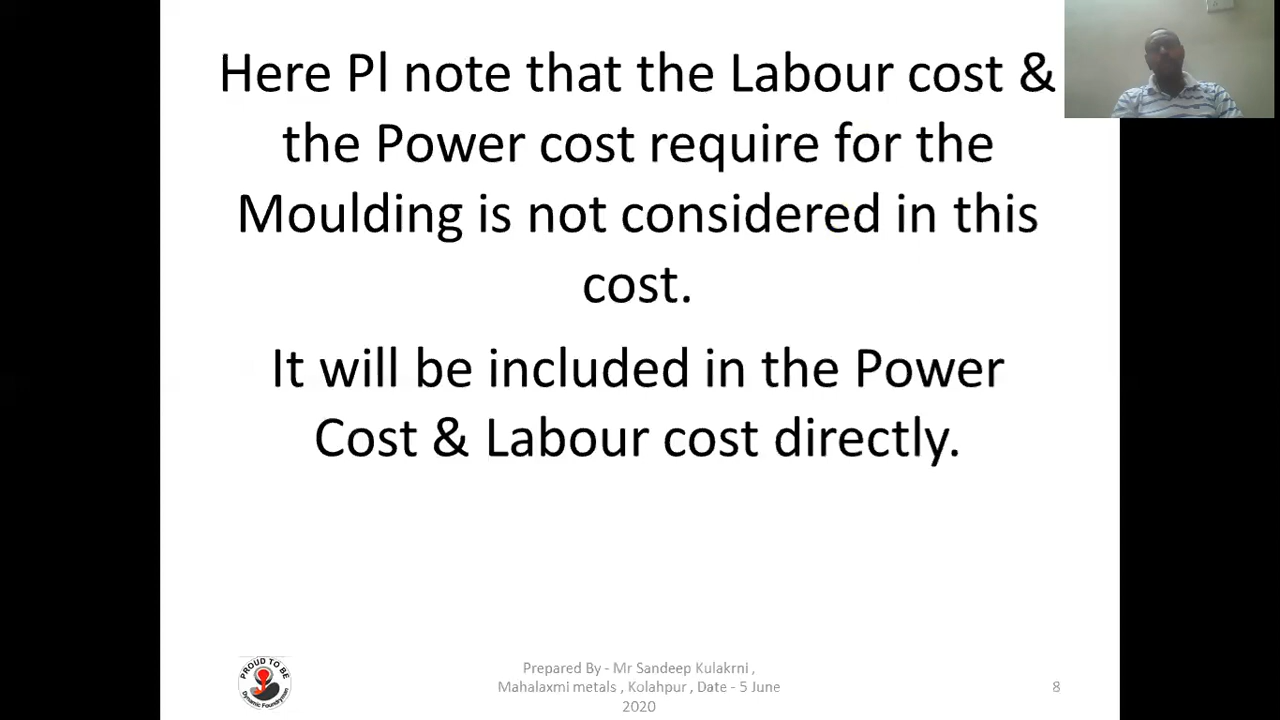 Here Pl note that the Labour cost &
the Power cost require for the
Moulding is not considered in this
cost.
It will be included in the Power
Cost & Labour cost directly.
PROUD TO BE
Dynamic Foundrymen
Prepared By - Mr Sandeep Kulakrni ,
Mahalaxmi metals , Kolahpur , Date - 5 June
2020
8